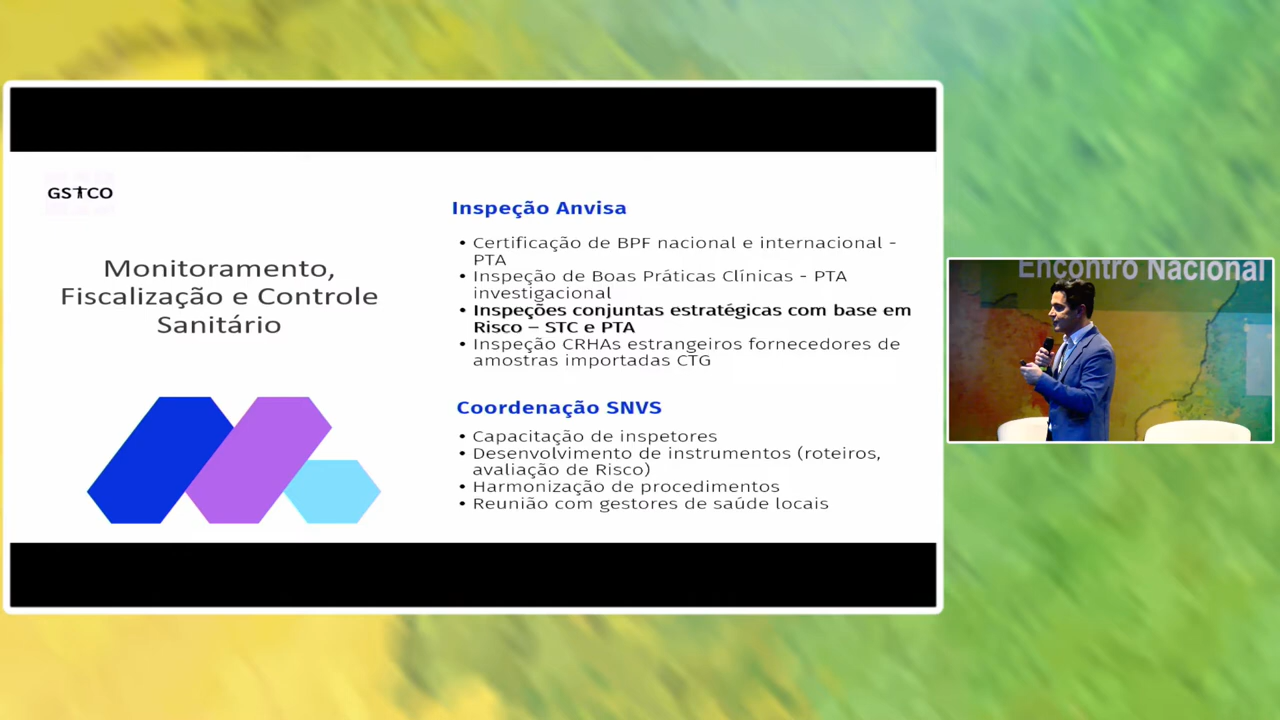 GSTCO
Monitoramento,
Fiscalização e Controle
Sanitário
Inspeção Anvisa
• Certificação de BPF nacional e internacional -
PTA
• Inspeção de Boas Práticas Clínicas - PTA
investigacional
• Inspeções conjuntas estratégicas com base em
Risco – STC e PTA
• Inspeção CRHAs estrangeiros fornecedores de
amostras importadas CTG
Coordenação SNVS
• Capacitação de inspetores
• Desenvolvimento de instrumentos (roteiros,
avaliação de Risco)
• Harmonização de procedimentos
• Reunião com gestores de saúde locais
Encontro Nacional